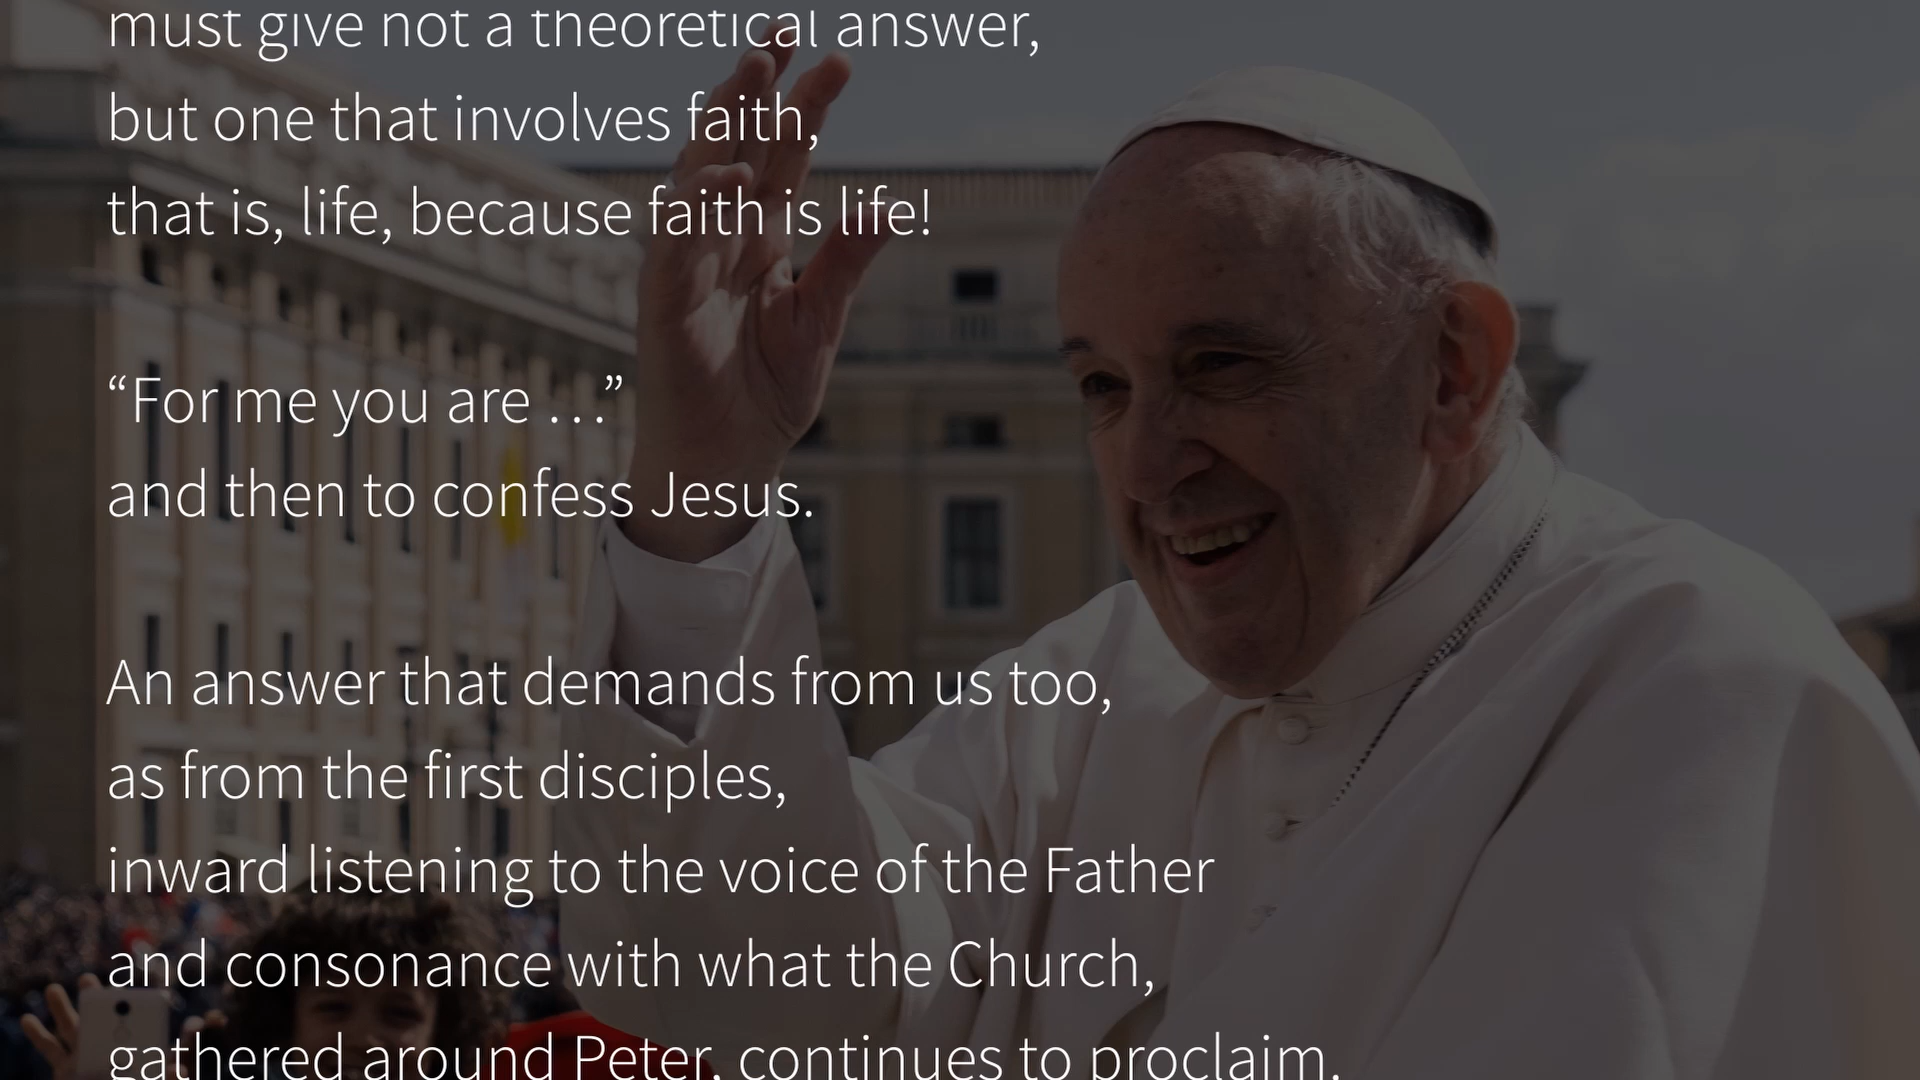 must give not a theoretical answer,
but one that involves faith,
that is, life, because faith is life!
“For me you are …”
and then to confess Jesus.
An answer that demands from us too,
as from the first disciples,
inward listening to the voice of the Father
and consonance with what the Church,
gathered around Peter, continues to proclaim.